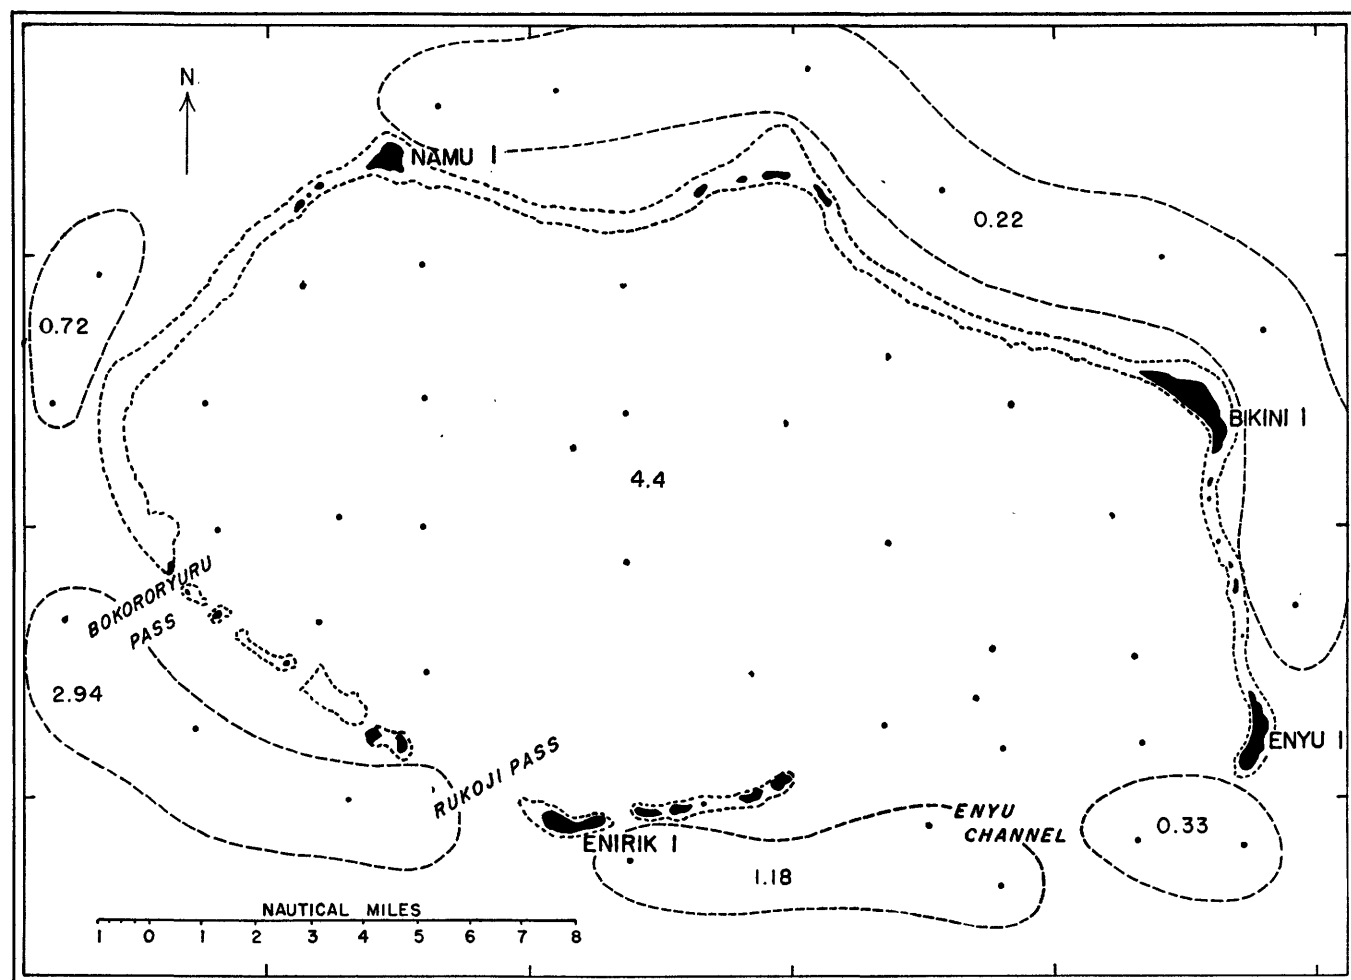 N
NAMU I
0.22
0.72
BIKINI I
4.4
BOKORORYURU
PASS
2.94
ENYU I
RUKOJI PASS
ENYU
CHANNEL
0.33
ENIRIK I
1.18
NAUTICAL MILES
1 0 1 2 3 4 5 6 7 8